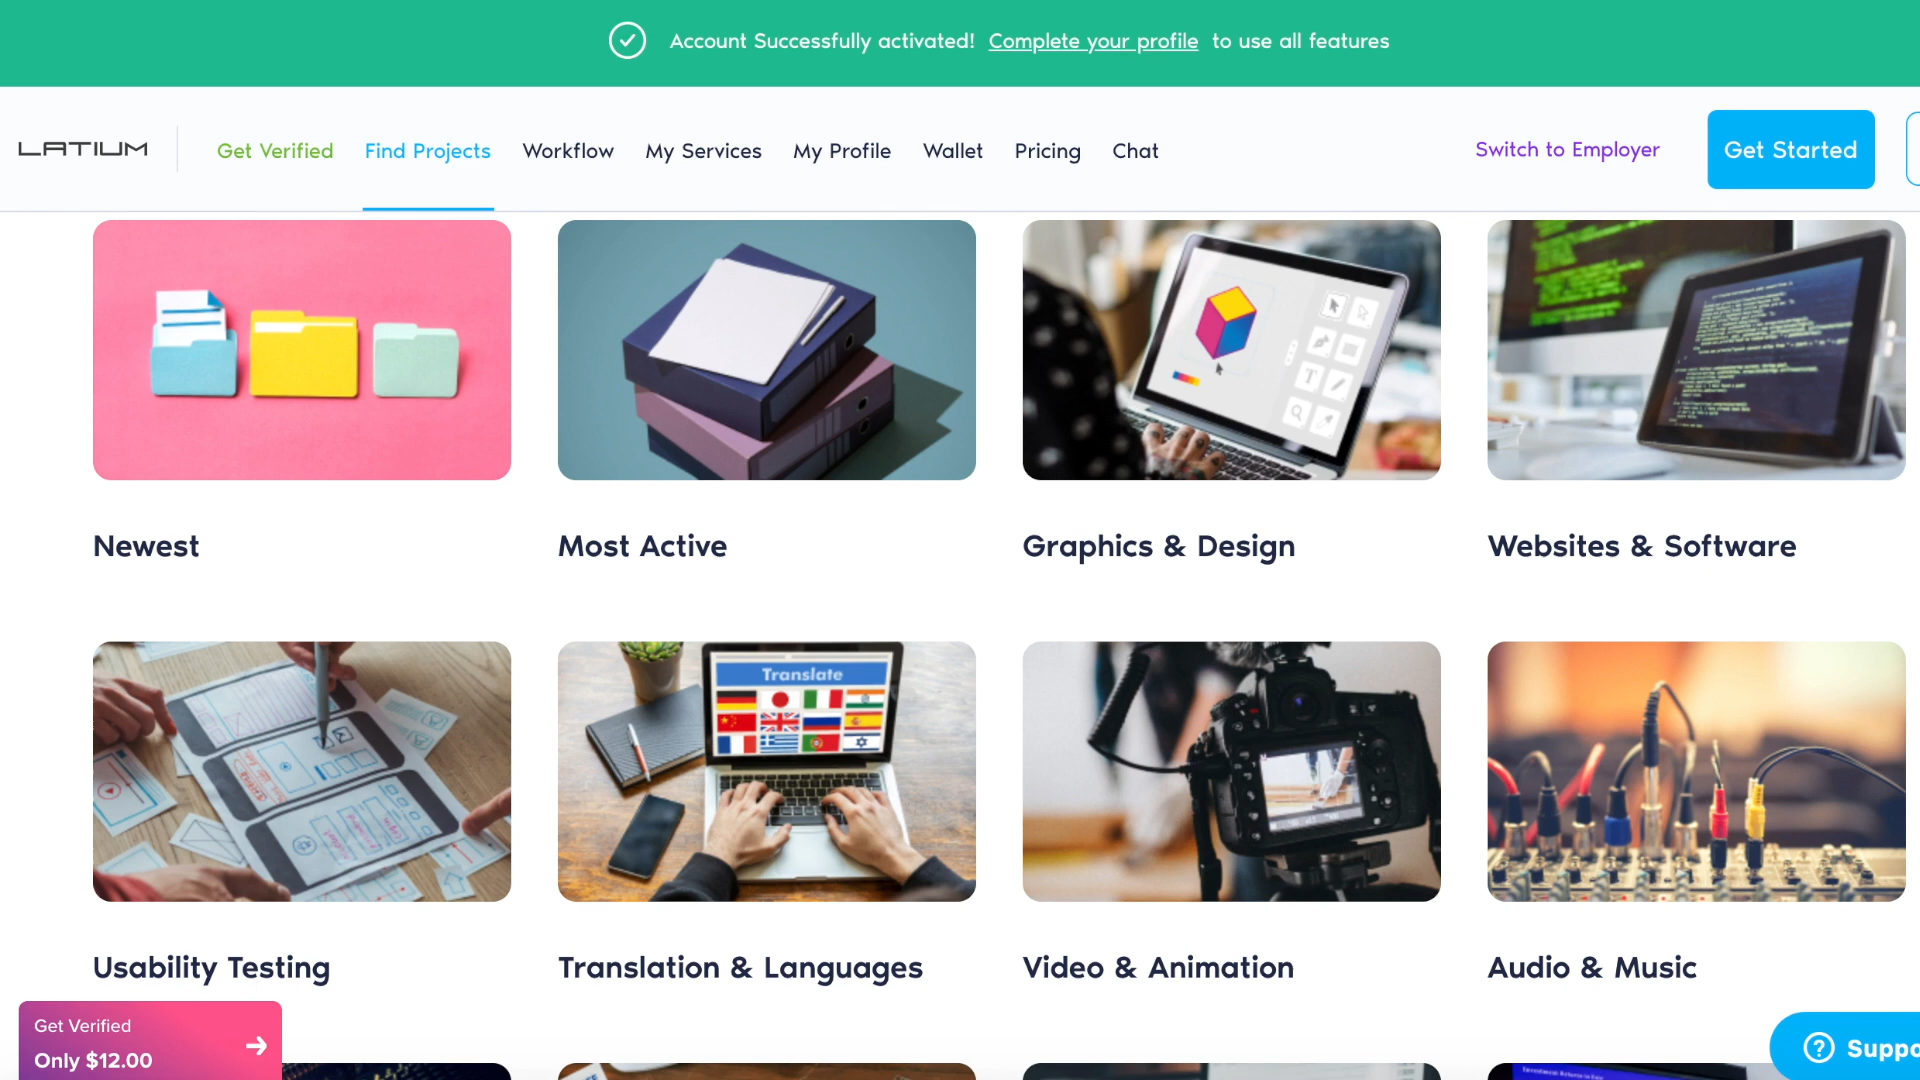 Account Successfully activated! Complete your profile to use all features
LATIUM
Get Verified
Find Projects
Workflow
My Services
My Profile
Wallet
Pricing
Chat
Switch to Employer
Get Started
Newest
Most Active
Graphics & Design
Websites & Software
Translate
Usability Testing
Translation & Languages
Video & Animation
Audio & Music
Get Verified
Only $12.00
Suppo